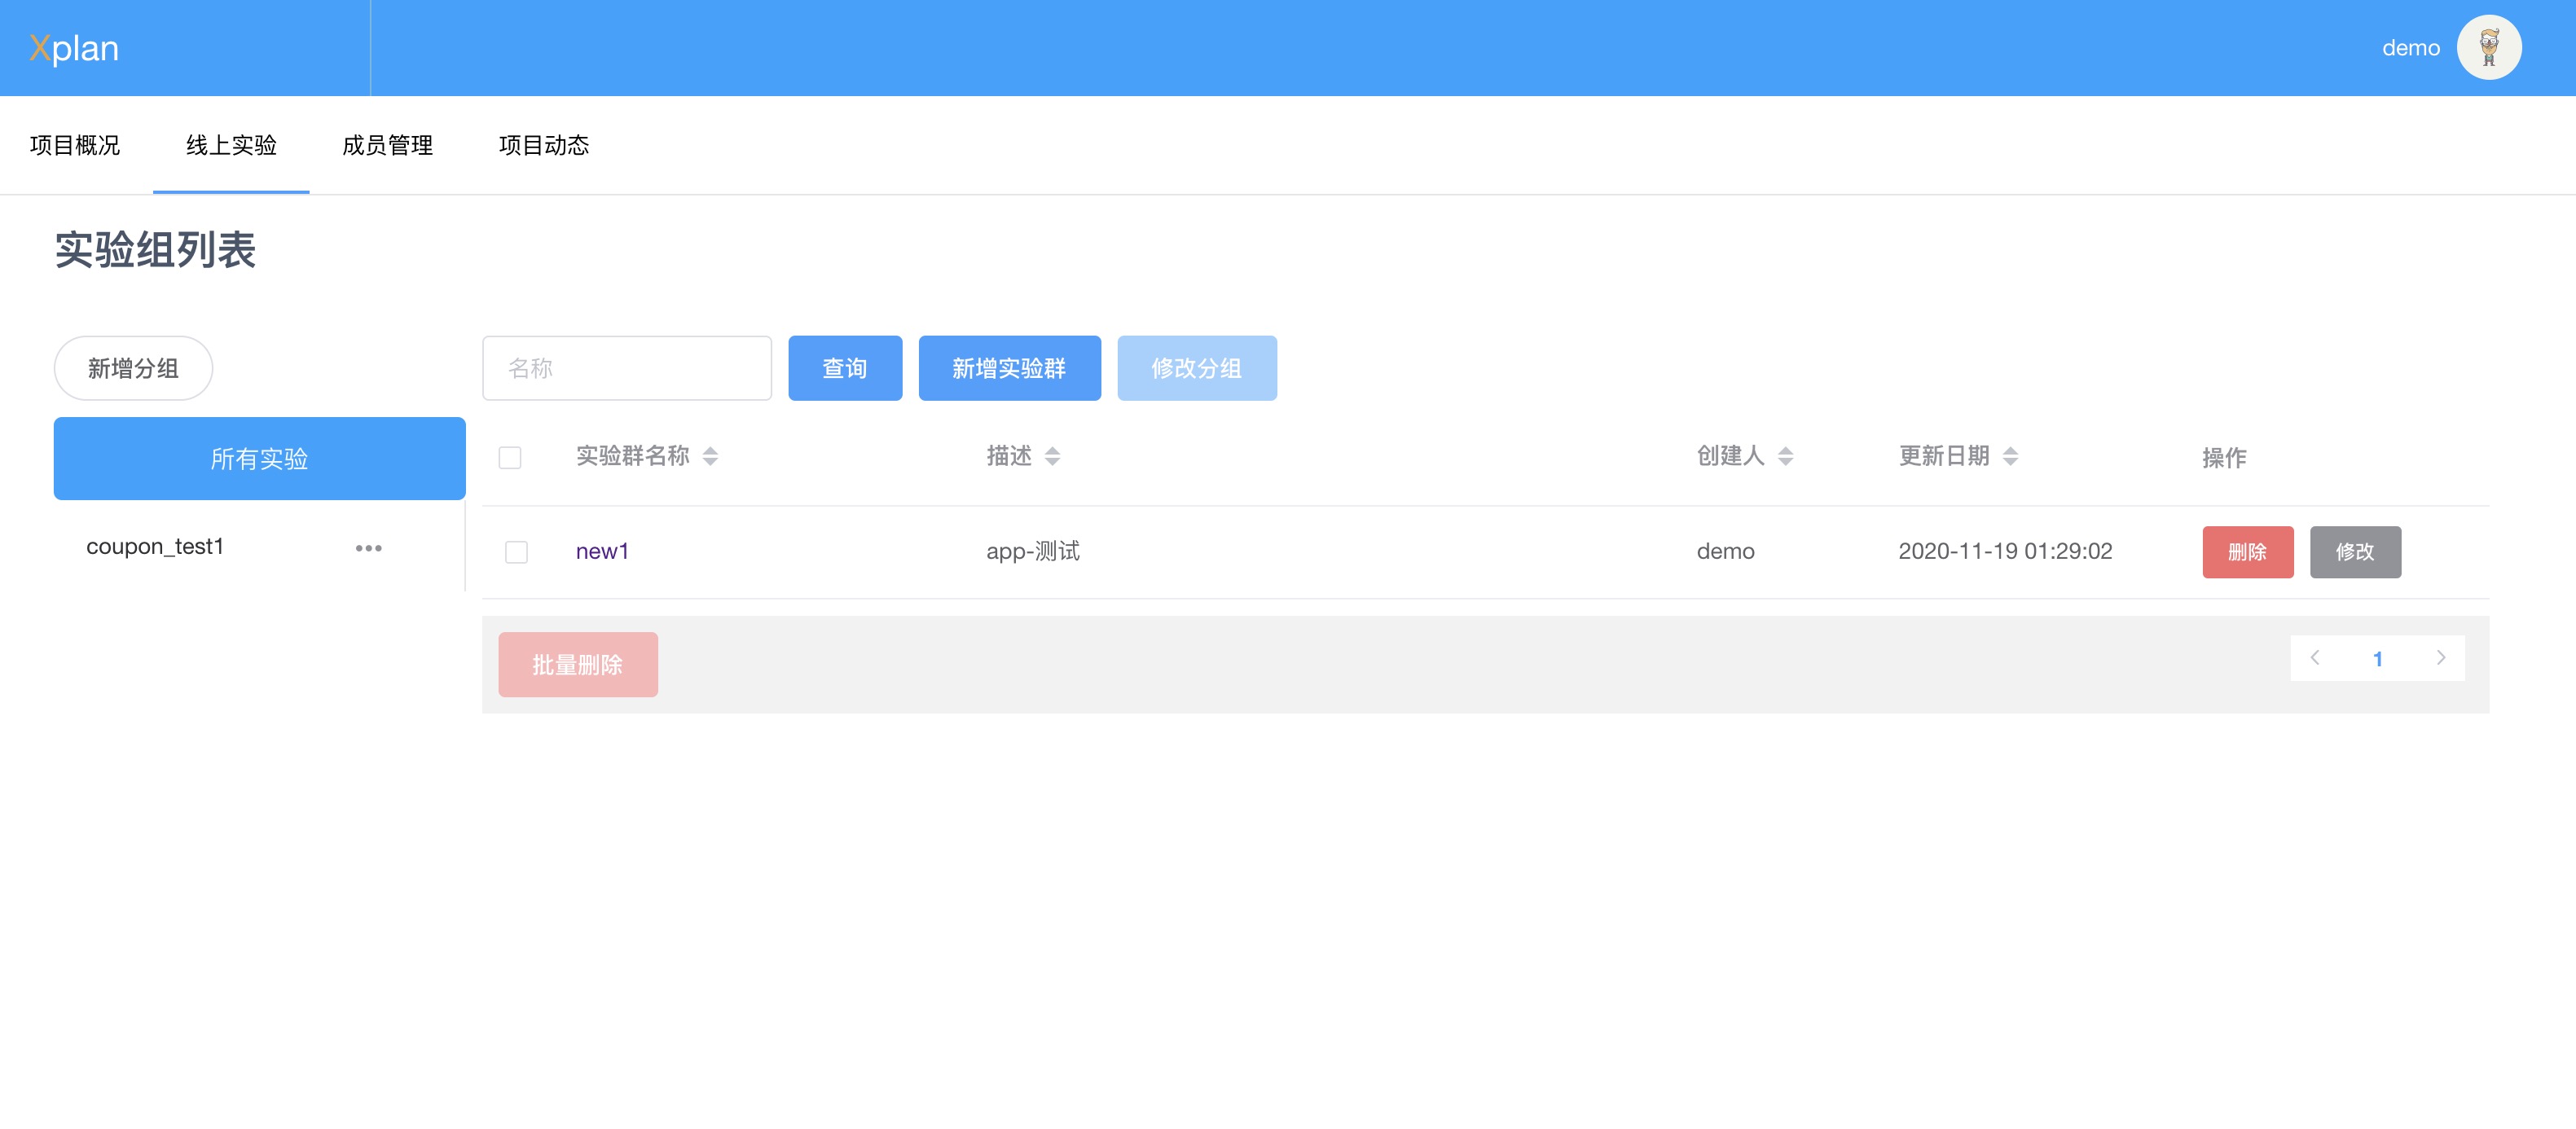 Xplan
demo
项目概况 线上实验 成员管理 项目动态
实验组列表
新增分组
名称 查询 新增实验群 修改分组
所有实验
coupon_test1
实验群名称 描述 创建人 更新日期 操作
new1 app-测试 demo 2020-11-19 01:29:02 删除 修改
批量删除
1